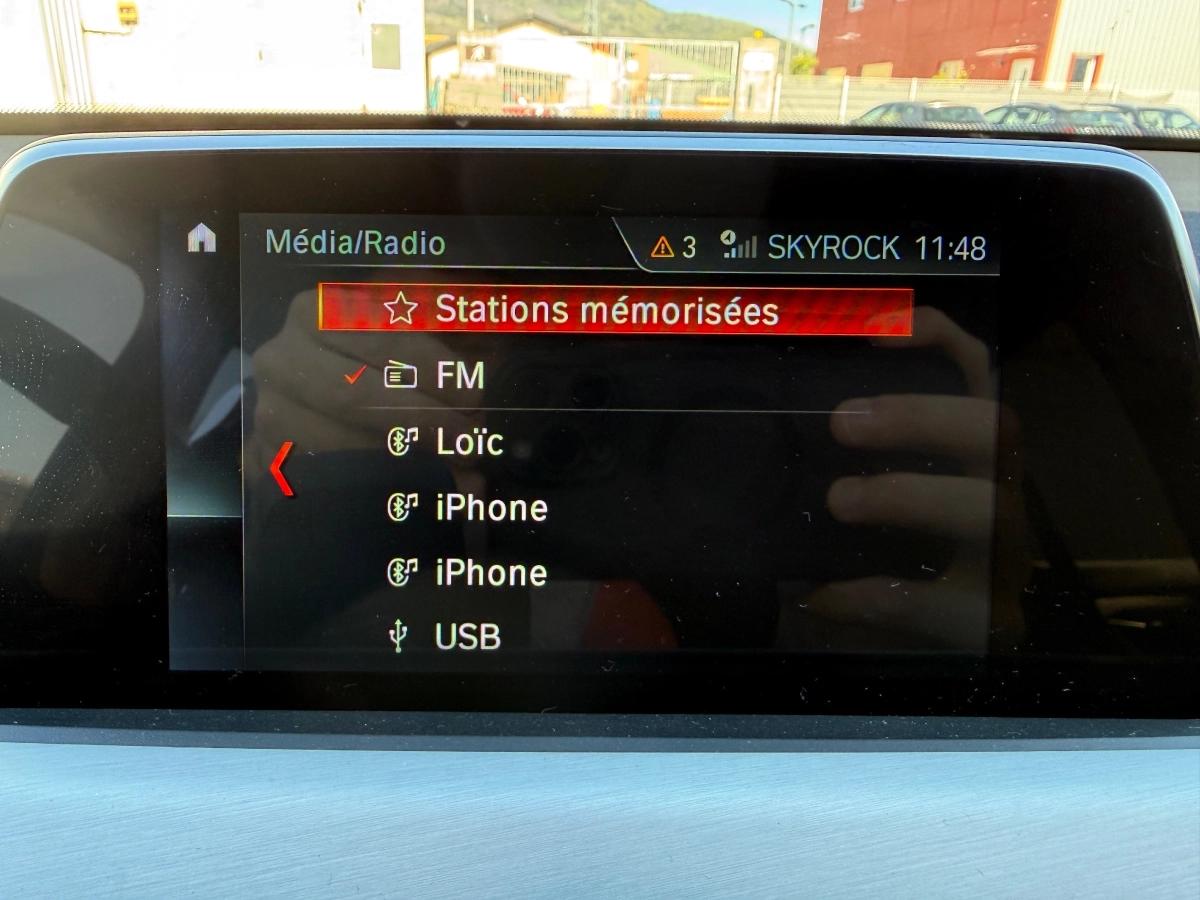 Média/Radio
3 SKYROCK 11:48
Stations mémorisées
FM
Loïc
iPhone
iPhone
USB